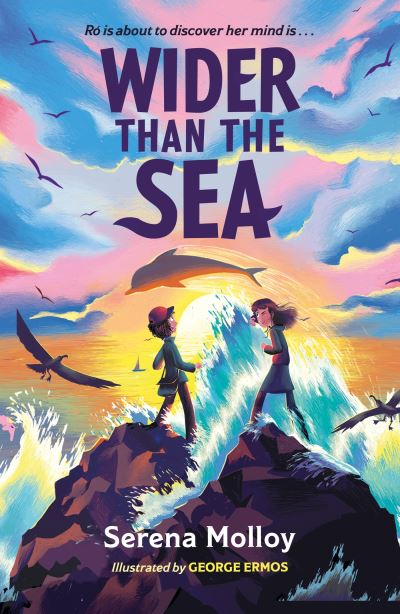 Ró is about to discover her mind is...
WIDER
THAN THE
SEA
Serena Molloy
Illustrated by GEORGE ERMOS